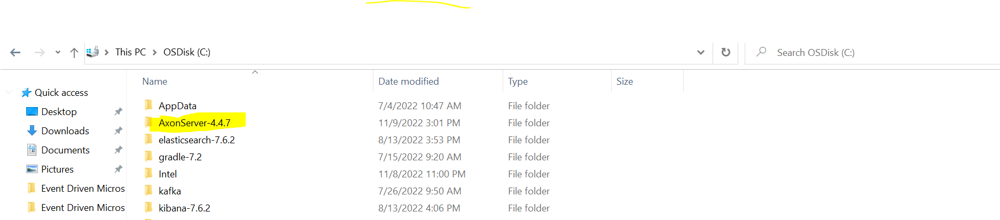 This PC > OSDisk (C:)
Search OSDisk (C:)
Name Date modified Type Size
Quick access
Desktop
Downloads
Documents
Pictures
Event Driven Micros
Event Driven Micros
AppData 7/4/2022 10:47 AM File folder
AxonServer-4.4.7 11/9/2022 3:01 PM File folder
elasticsearch-7.6.2 8/13/2022 3:53 PM File folder
gradle-7.2 7/15/2022 9:20 AM File folder
Intel 11/8/2022 11:00 PM File folder
kafka 7/26/2022 9:50 AM File folder
kibana-7.6.2 8/13/2022 4:06 PM File folder